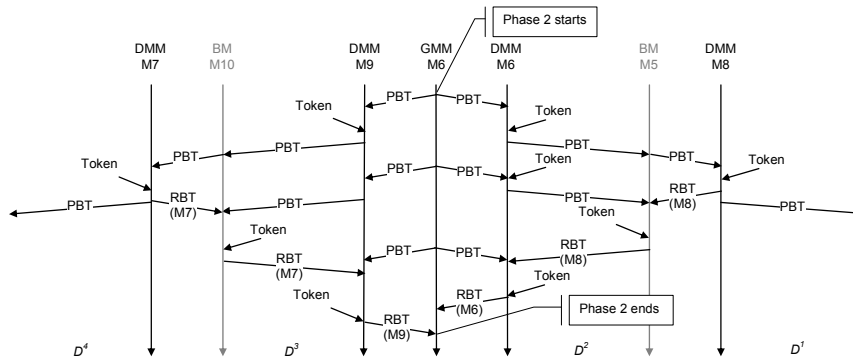 Phase 2 starts
DMM
M7
BM
M10
DMM
M9
GMM
M6
DMM
M6
BM
M5
DMM
M8
PBT
PBT
Token
Token
PBT
PBT
PBT
PBT
Token
PBT
PBT
Token
Token
PBT
RBT
(M7)
PBT
PBT
RBT
(M8)
PBT
Token
Token
RBT
(M7)
PBT
PBT
RBT
(M8)
Token
RBT
(M6)
Token
RBT
(M9)
Phase 2 ends
D4
D3
D2
D1